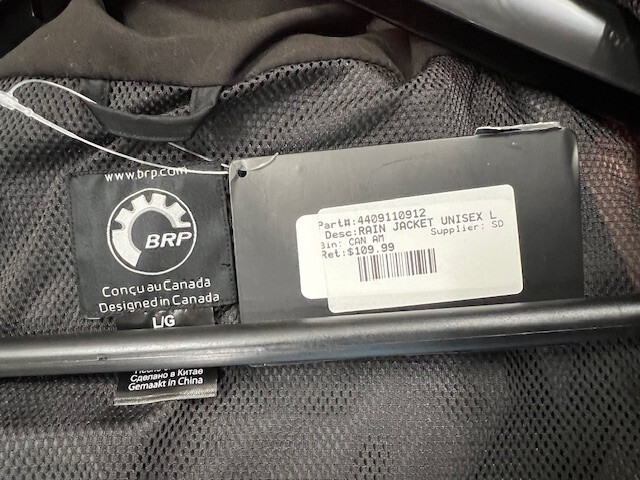 www.brp.com
BRP
Conçu au Canada
Designed in Canada
L/G
Сделано в Китае
Gemaakt in China
Part#:4409110912
Desc:RAIN JACKET UNISEX L
Bin: CAN AM Supplier: SD
Ret:$109.99